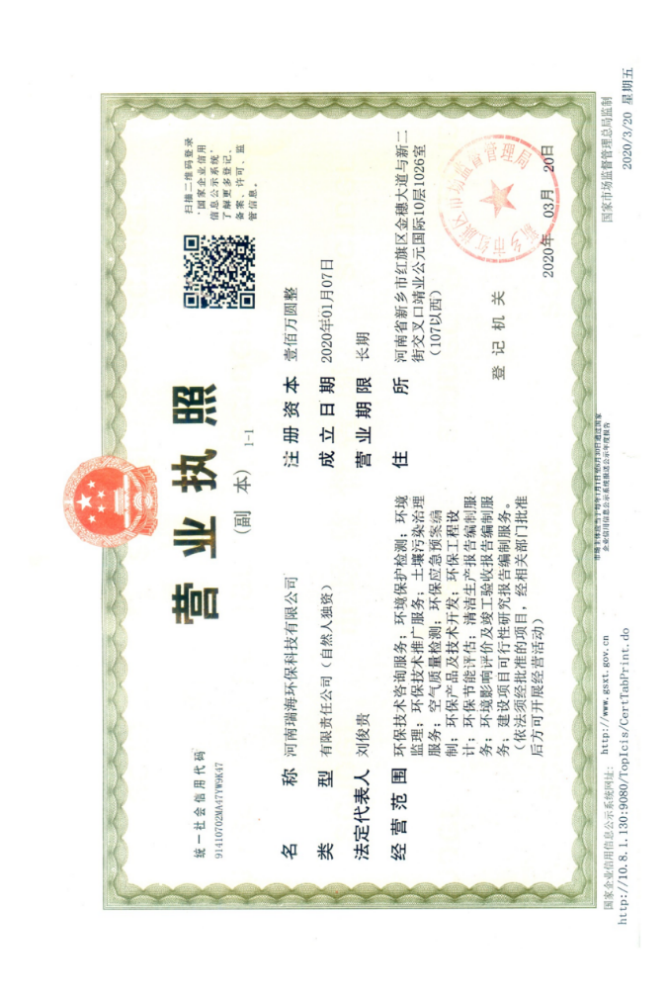 统一社会信用代码
91410702MA47YW9K47
营业执照
(副 本) 1-1
扫描二维码登录
‘国家企业信用
信息公示系统’
了解更多登记、
备案、许可、监
管信息。
名 称 河南瑞海环保科技有限公司
类 型 有限责任公司（自然人独资）
法定代表人 刘俊贵
经营范围 环保技术咨询服务；环境保护检测；环境
监理；环保技术推广服务；土壤污染治理
服务；空气质量检测；环保应急预案编
制；环保产品及技术开发；环保工程设
计；环保节能评估；清洁生产报告编制服
务；环境影响评价及竣工验收报告编制服
务；建设项目可行性研究报告编制服务。
（依法须经批准的项目，经相关部门批准
后方可开展经营活动）
注册资本 壹佰万圆整
成立日期 2020年01月07日
营业期限 长期
住 所 河南省新乡市红旗区金穗大道与新二
街交叉口靖业公元国际10层1026室
（107以西）
登记机关
新乡市红旗区市场监督管理局
2020年 03月 20日
国家企业信用信息公示系统网址： http://www.gsxt.gov.cn
市场主体应当于每年1月1日至6月30日通过国家
企业信用信息公示系统报送公示年度报告
国家市场监督管理总局监制
http://10.8.1.130:9080/TopIcis/CertTabPrint.do
2020/3/20 星期五